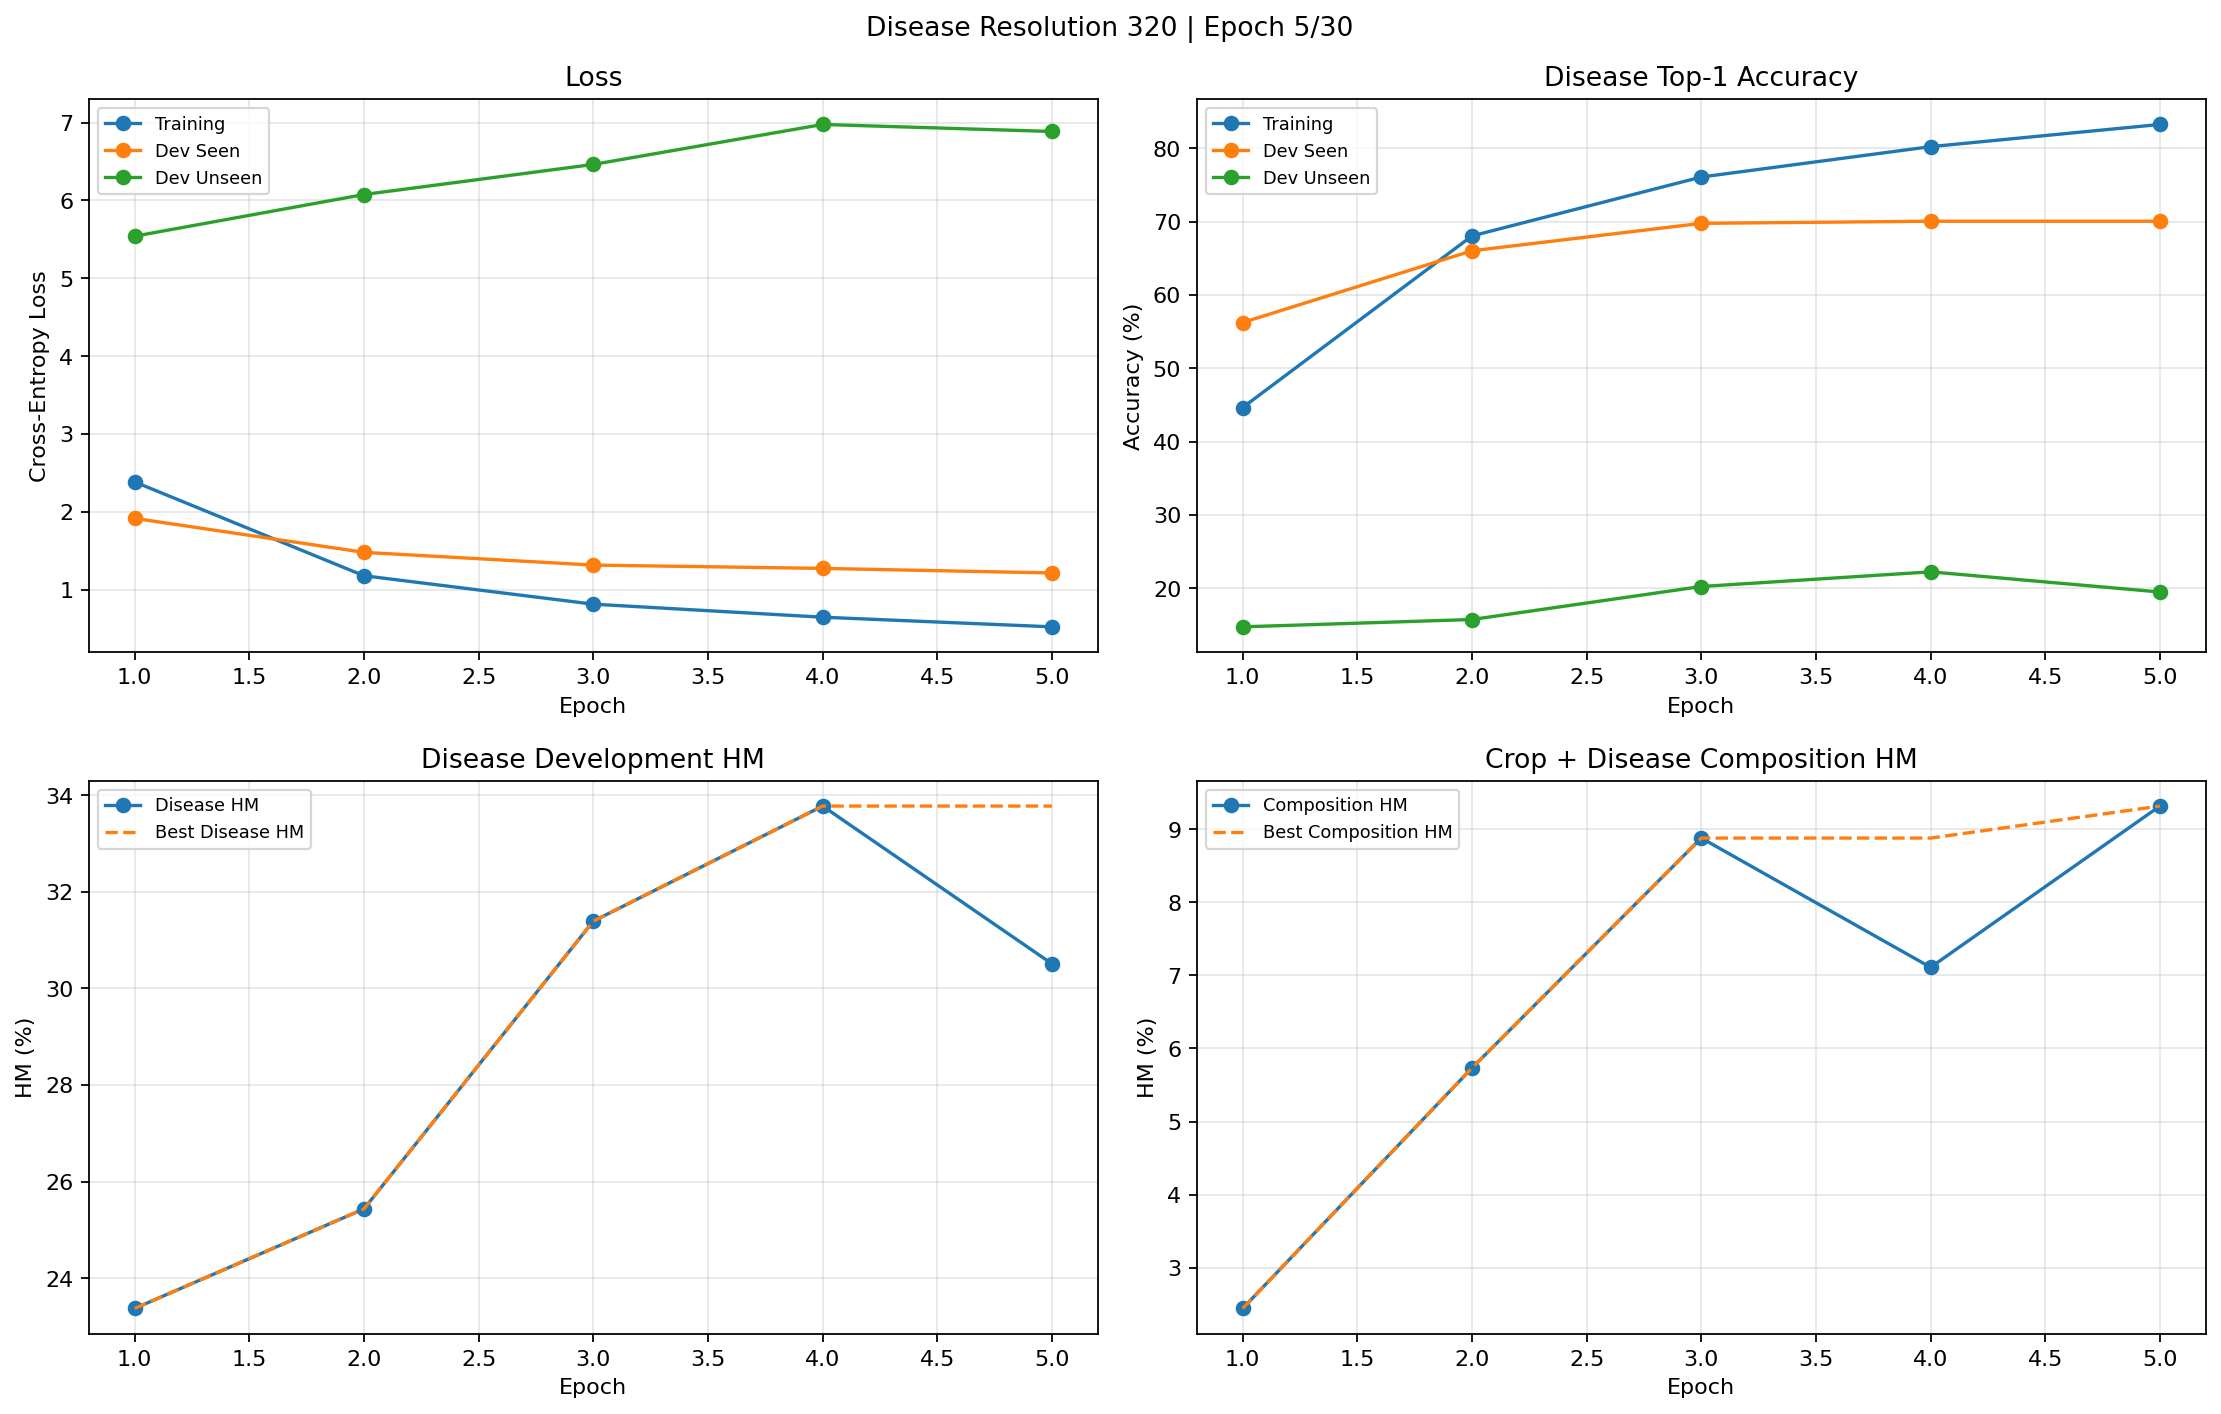 Disease Resolution 320 | Epoch 5/30
Loss
Training
Dev Seen
Dev Unseen
Cross-Entropy Loss
7
6
5
4
3
2
1
1.0 1.5 2.0 2.5 3.0 3.5 4.0 4.5 5.0
Epoch
Disease Top-1 Accuracy
Training
Dev Seen
Dev Unseen
Accuracy (%)
80
70
60
50
40
30
20
1.0 1.5 2.0 2.5 3.0 3.5 4.0 4.5 5.0
Epoch
Disease Development HM
Disease HM
Best Disease HM
HM (%)
34
32
30
28
26
24
1.0 1.5 2.0 2.5 3.0 3.5 4.0 4.5 5.0
Epoch
Crop + Disease Composition HM
Composition HM
Best Composition HM
HM (%)
9
8
7
6
5
4
3
1.0 1.5 2.0 2.5 3.0 3.5 4.0 4.5 5.0
Epoch